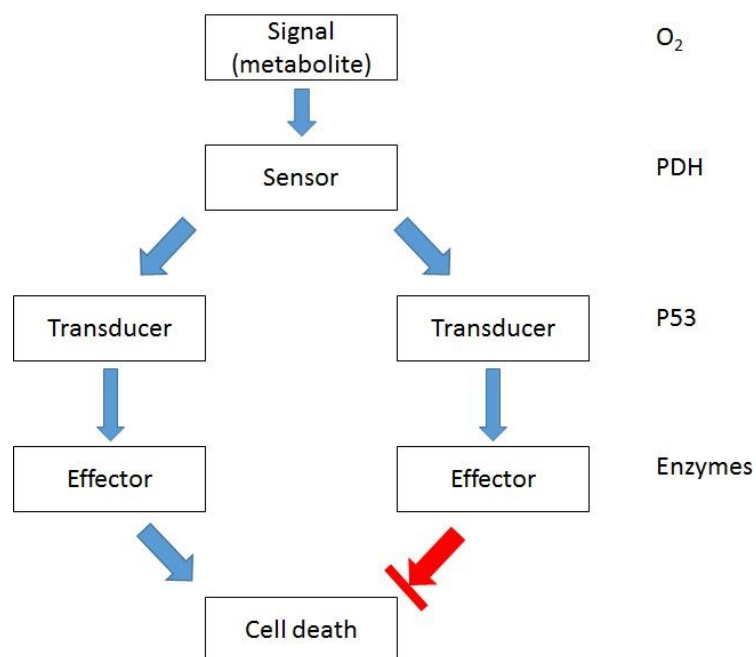 Signal
(metabolite)
O₂
Sensor
PDH
Transducer
Transducer
P53
Effector
Effector
Enzymes
Cell death